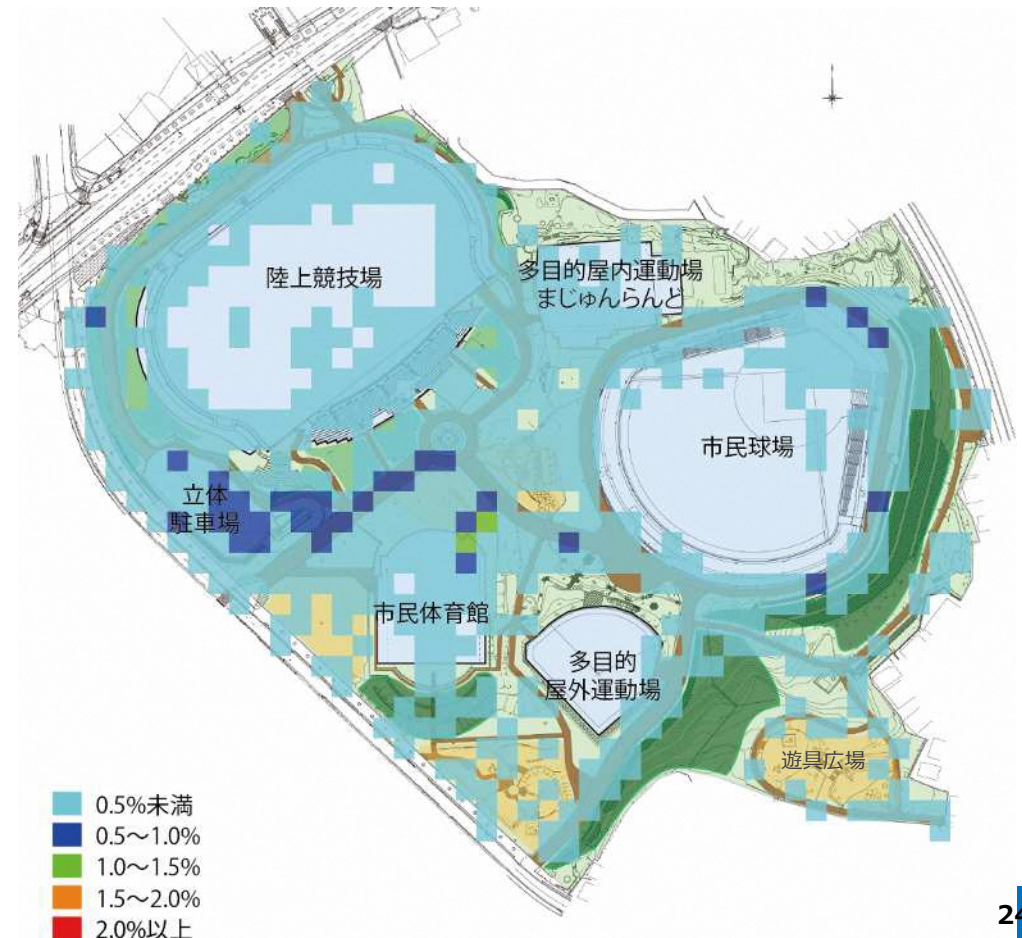 陸上競技場
多目的屋内運動場
まじゅんらんど
市民球場
立体
駐車場
市民体育館
多目的
屋外運動場
遊具広場
0.5%未満
0.5～1.0%
1.0～1.5%
1.5～2.0%
2.0%以上
24